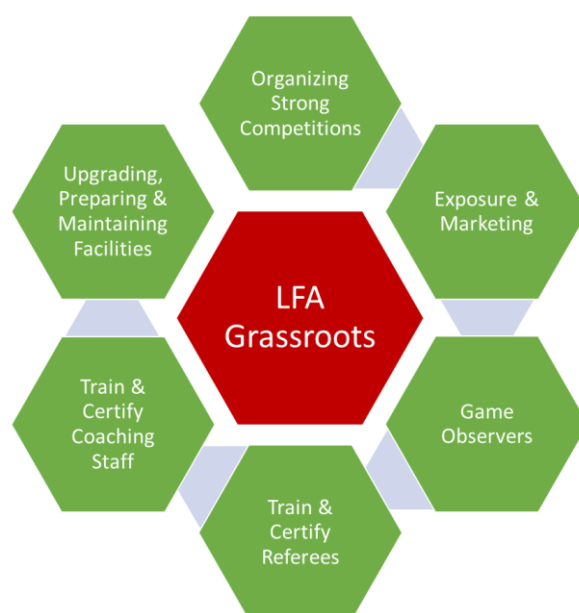 Organizing
Strong
Competitions
Upgrading,
Preparing &
Maintaining
Facilities
Exposure &
Marketing
LFA
Grassroots
Train &
Certify
Coaching
Staff
Game
Observers
Train &
Certify
Referees